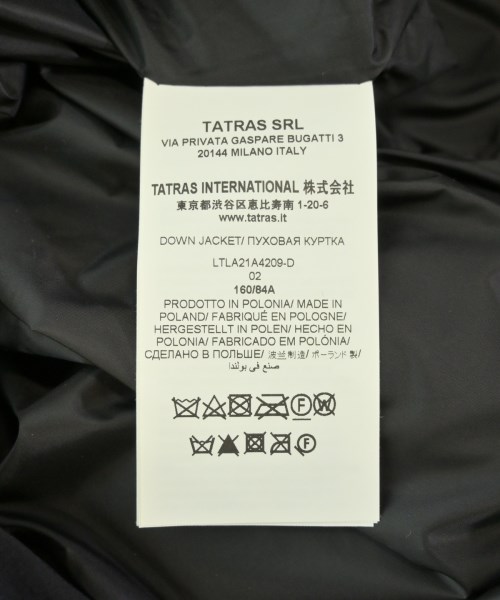 TATRAS SRL
VIA PRIVATA GASPARE BUGATTI 3
20144 MILANO ITALY
TATRAS INTERNATIONAL 株式会社
東京都渋谷区恵比寿南 1-20-6
www.tatras.it
DOWN JACKET/ ПУХОВАЯ КУРТКА
LTLA21A4209-D
02
160/84A
PRODOTTO IN POLONIA/ MADE IN
POLAND/ FABRIQUÉ EN POLOGNE/
HERGESTELLT IN POLEN/ HECHO EN
POLONIA/ FABRICADO EM POLÓNIA/
СДЕЛАНО В ПОЛЬШЕ/ 波兰制造/ ポーランド製/
صنع في بولندا/